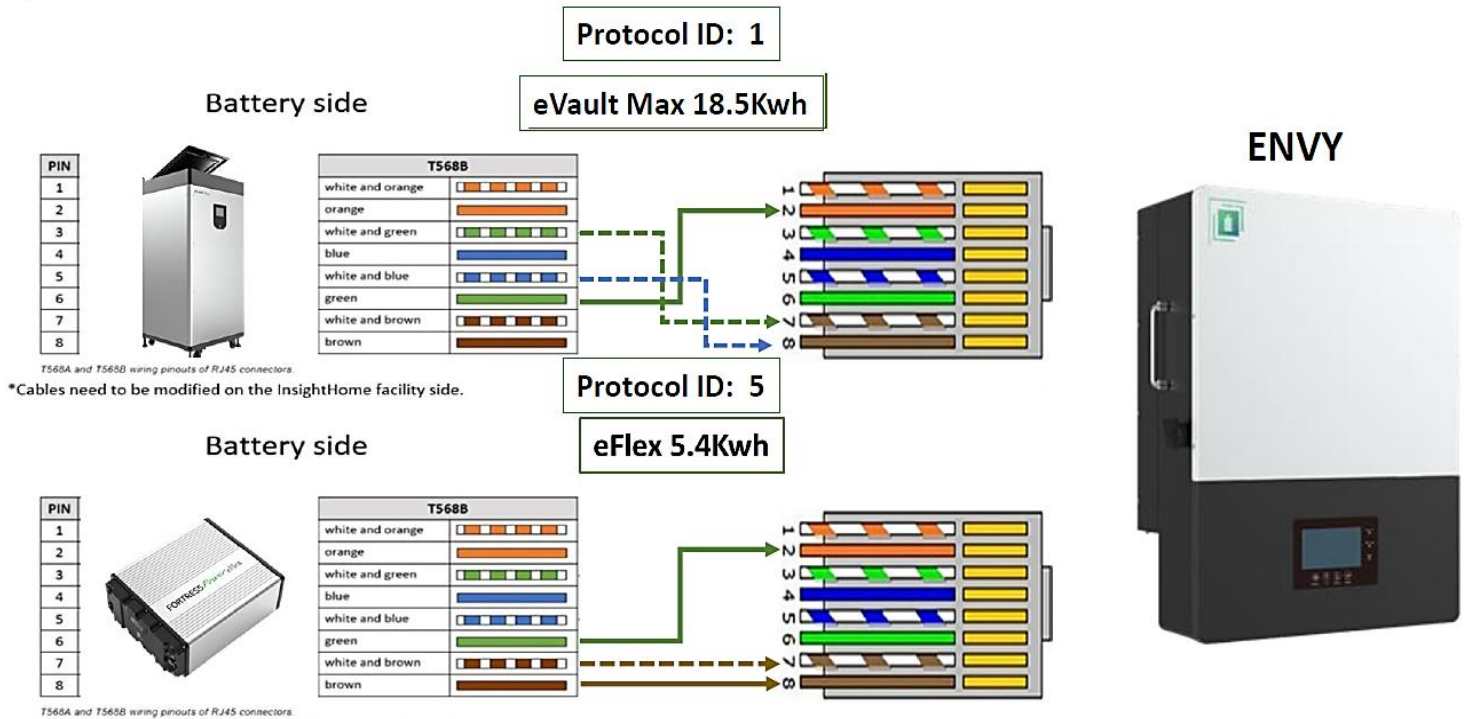 Protocol ID: 1
Battery side
eVault Max 18.5Kwh
ENVY
PIN
1
2
3
4
5
6
7
8
T568B
white and orange
orange
white and green
blue
white and blue
green
white and brown
brown
1
2
3
4
5
6
7
8
T568A and T568B wiring pinouts of RJ45 connectors.
*Cables need to be modified on the InsightHome facility side.
Protocol ID: 5
Battery side
eFlex 5.4Kwh
PIN
1
2
3
4
5
6
7
8
T568B
white and orange
orange
white and green
blue
white and blue
green
white and brown
brown
FORTRESS Power
1
2
3
4
5
6
7
8
T568A and T568B wiring pinouts of RJ45 connectors.